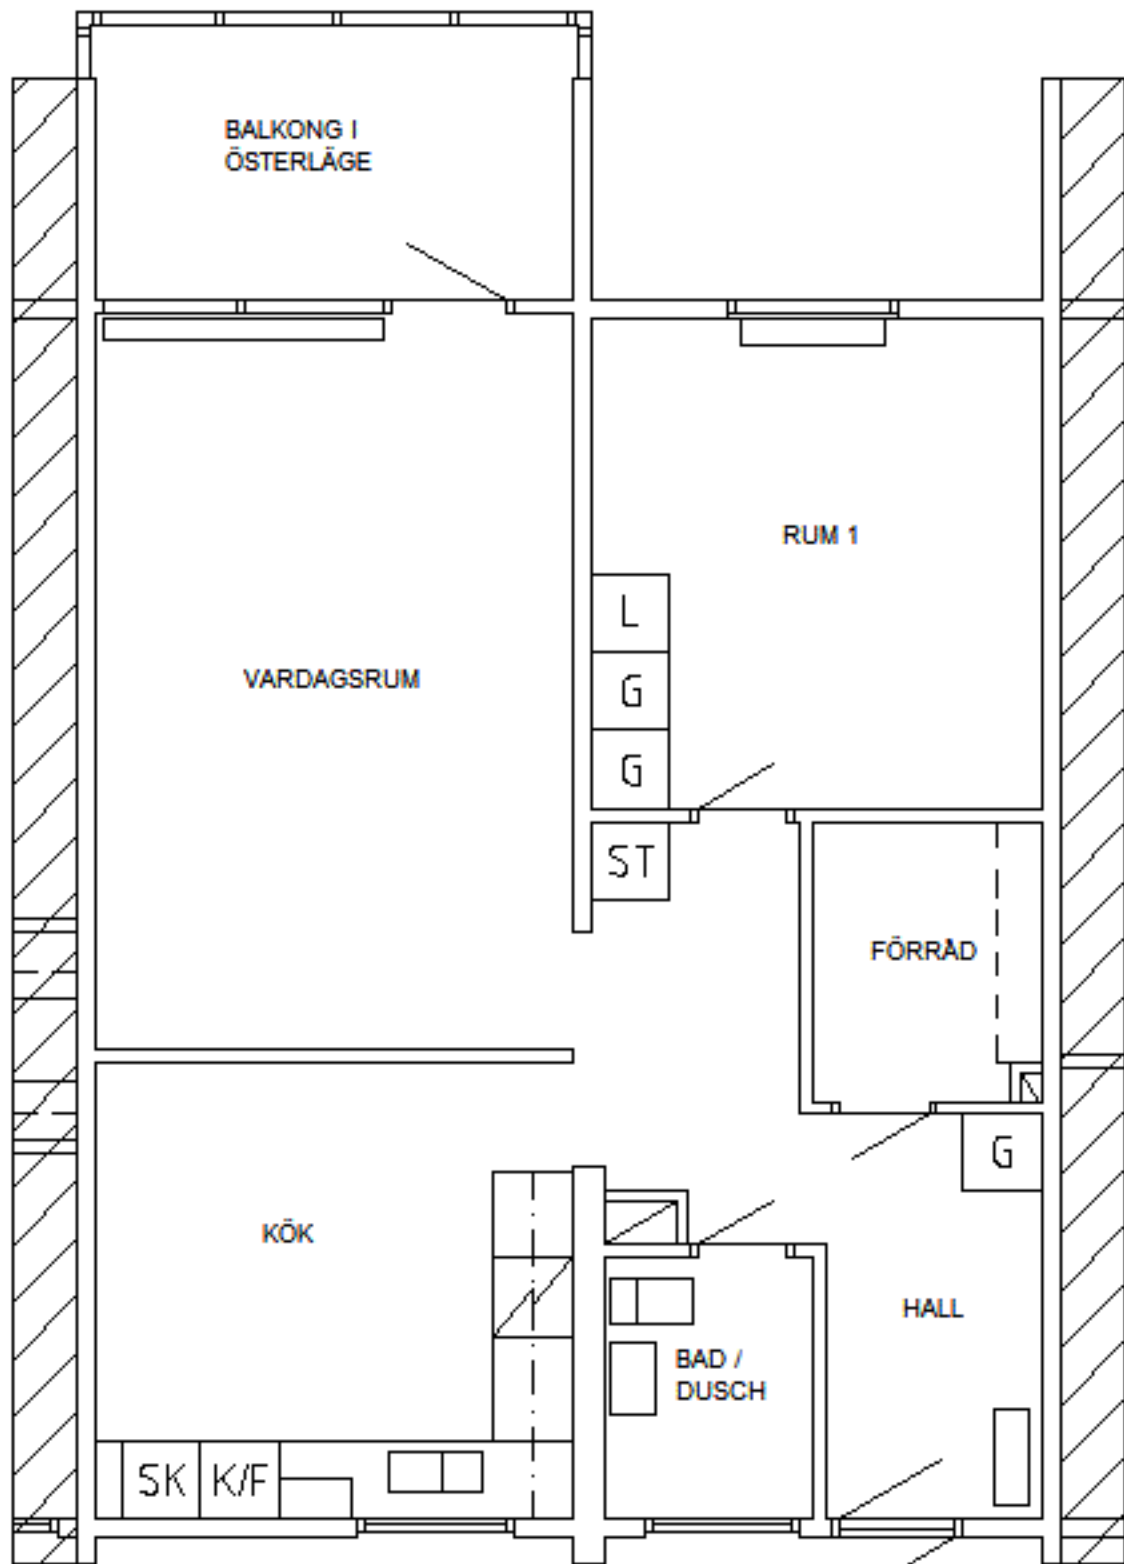 BALKONG I
ÖSTERLÄGE
RUM 1
L
VARDAGSRUM
G
G
ST
FÖRRÅD
G
KÖK
HALL
BAD /
DUSCH
SK
K/F